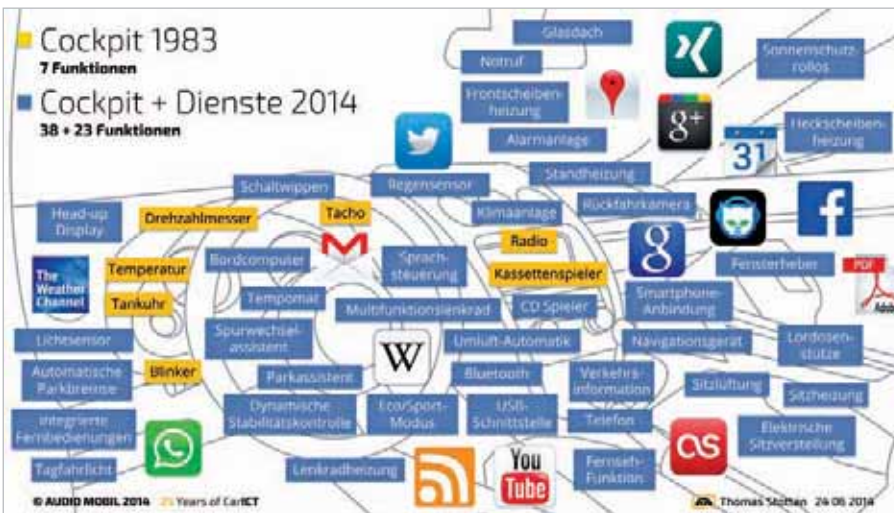 Cockpit 1983
7 Funktionen
Cockpit + Dienste 2014
38 + 23 Funktionen
Glasdach
Notruf
Sonnenschutz-
rollos
Frontscheiben-
heizung
g+
Alarmanlage
31
Heckscheiben-
heizung
Standheizung
Schaltwippen
Regensensor
Rückfahrkamera
Head-up
Display
Drehzahlmesser
Tacho
Klimaanlage
f
Radio
The
Weather
Channel
Temperatur
Bordcomputer
Sprach-
steuerung
Kassettenspieler
g
Fensterheber
PDF
Tankuhr
Tempomat
Multifunktionslenkrad
CD Spieler
Smartphone-
Anbindung
Lichtsensor
Spurwechsel-
assistent
W
Umluft-Automatik
Navigationsgerät
Lordosen-
stütze
Automatische
Parkbremse
Blinker
Parkassistent
Bluetooth
Verkehrs-
information
Sitzlüftung
Sitzheizung
Integrierte
Fernbedienungen
Dynamische
Stabilitätskontrolle
Eco/Sport-
Modus
USB-
Schnittstelle
Telefon
Elektrische
Sitzverstellung
Tagfahrlicht
Lenkradheizung
You
Tube
Fernseh-
Funktion
© AUDIO MOBIL 2014 25 Years of CarICT
Thomas Stottan 24 06 2014